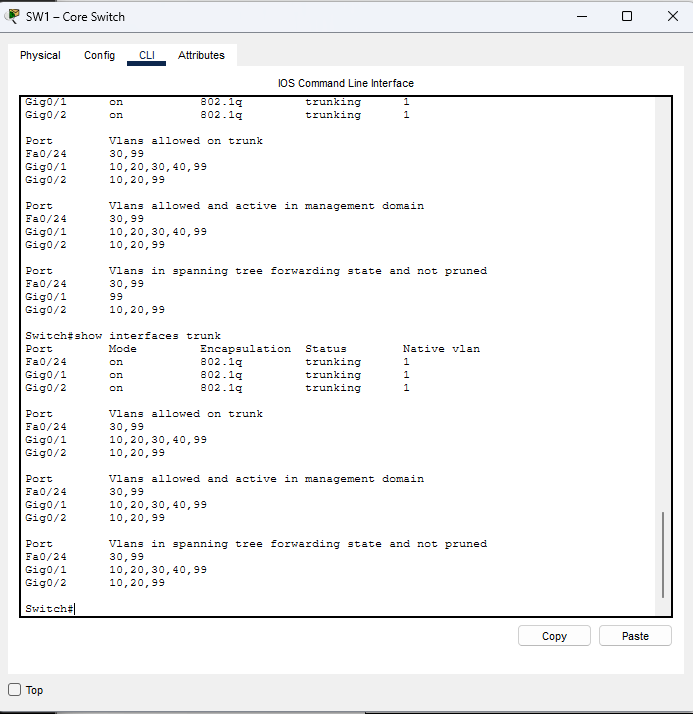 SW1 – Core Switch
Physical Config CLI Attributes
IOS Command Line Interface
Gig0/1 on 802.1q trunking 1
Gig0/2 on 802.1q trunking 1
Port Vlans allowed on trunk
Fa0/24 30,99
Gig0/1 10,20,30,40,99
Gig0/2 10,20,99
Port Vlans allowed and active in management domain
Fa0/24 30,99
Gig0/1 10,20,30,40,99
Gig0/2 10,20,99
Port Vlans in spanning tree forwarding state and not pruned
Fa0/24 30,99
Gig0/1 99
Gig0/2 10,20,99
Switch#show interfaces trunk
Port Mode Encapsulation Status Native vlan
Fa0/24 on 802.1q trunking 1
Gig0/1 on 802.1q trunking 1
Gig0/2 on 802.1q trunking 1
Port Vlans allowed on trunk
Fa0/24 30,99
Gig0/1 10,20,30,40,99
Gig0/2 10,20,99
Port Vlans allowed and active in management domain
Fa0/24 30,99
Gig0/1 10,20,30,40,99
Gig0/2 10,20,99
Port Vlans in spanning tree forwarding state and not pruned
Fa0/24 30,99
Gig0/1 10,20,30,40,99
Gig0/2 10,20,99
Switch#
Copy Paste
Top